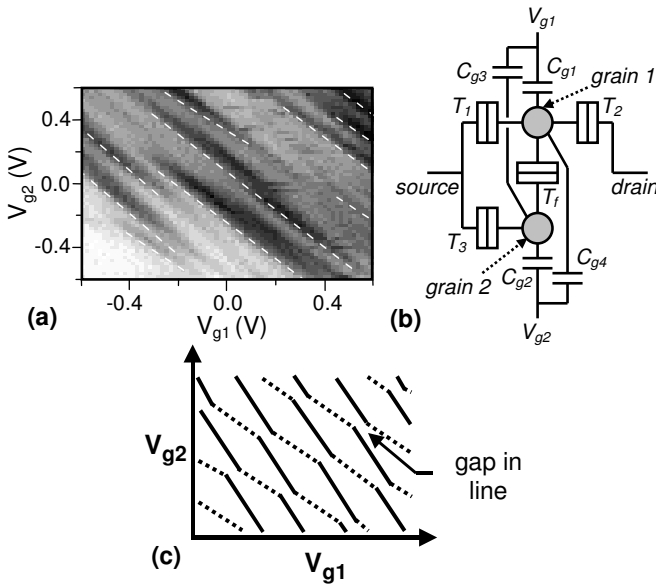 0.4
0.0
-0.4
V_g2 (V)
-0.4
0.0
0.4
V_g1 (V)
(a)
V_g1
C_g3
C_g1
grain 1
T_1
T_2
source
T_f
drain
T_3
C_g2
C_g4
grain 2
V_g2
(b)
V_g2
gap in
line
(c)
V_g1